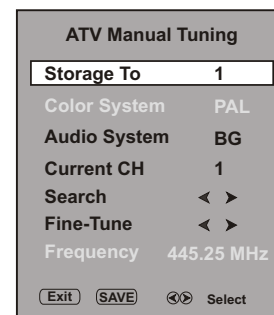 ATV Manual Tuning
Storage To 1
Color System PAL
Audio System BG
Current CH 1
Search
Fine-Tune
Frequency 445.25 MHz
Exit SAVE Select